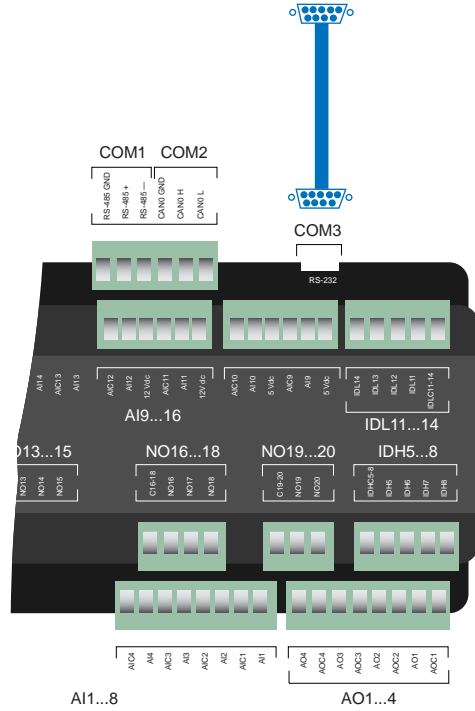 COM1 COM2
RS-485 GND
RS-485 +
RS-485 —
CAN0 GND
CAN0 H
CAN0 L
COM3
RS-232
AI14
AIC13
AI13
AIC12
AI12
12 Vdc
AIC11
AI11
12V dc
AIC10
AI10
5 Vdc
AIC9
AI9
5 Vdc
IDL14
IDL13
IDL12
IDL11
IDLC11-14
AI9...16
IDL11...14
O13...15
NO16...18
NO19...20
IDH5...8
NO13
NO14
NO15
C16-18
NO16
NO17
NO18
C19-20
NO19
NO20
IDHC5-8
IDH5
IDH6
IDH7
IDH8
AIC4
AI4
AIC3
AI3
AIC2
AI2
AIC1
AI1
AO4
AOC4
AO3
AOC3
AO2
AOC2
AO1
AOC1
AI1...8
AO1...4